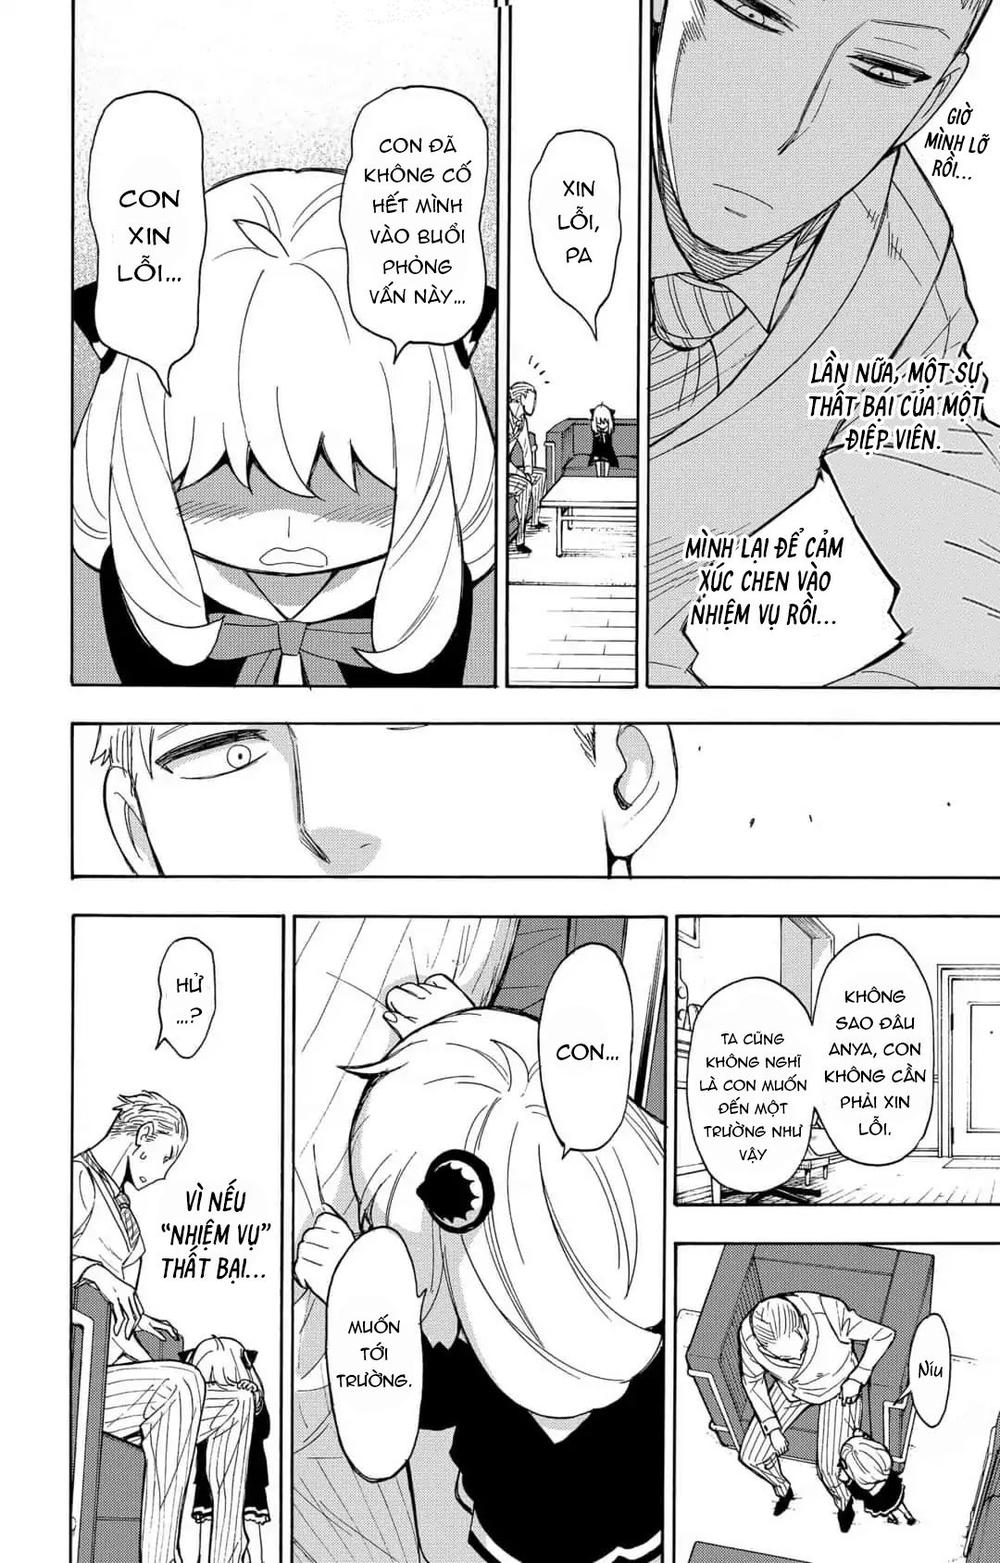 GIỜ
MÌNH LỠ
RỒI...
LẦN NỮA, MỘT SỰ
THẤT BẠI CỦA MỘT
ĐIỆP VIÊN.
MÌNH LẠI ĐỂ CẢM
XÚC CHEN VÀO
NHIỆM VỤ RỒI...
XIN
LỖI,
PA
CON ĐÃ
KHÔNG CỐ
HẾT MÌNH
VÀO BUỔI
PHỎNG
VẤN NÀY...
CON
XIN
LỖI...
KHÔNG
SAO ĐÂU
ANYA, CON
KHÔNG CẦN
PHẢI XIN
LỖI.
TA CŨNG
KHÔNG NGHĨ
LÀ CON MUỐN
ĐẾN MỘT
TRƯỜNG NHƯ
VẬY
Níu
CON...
MUỐN
TỚI
TRƯỜNG.
HỬ
...?
VÌ NẾU
“NHIỆM VỤ”
THẤT BẠI...